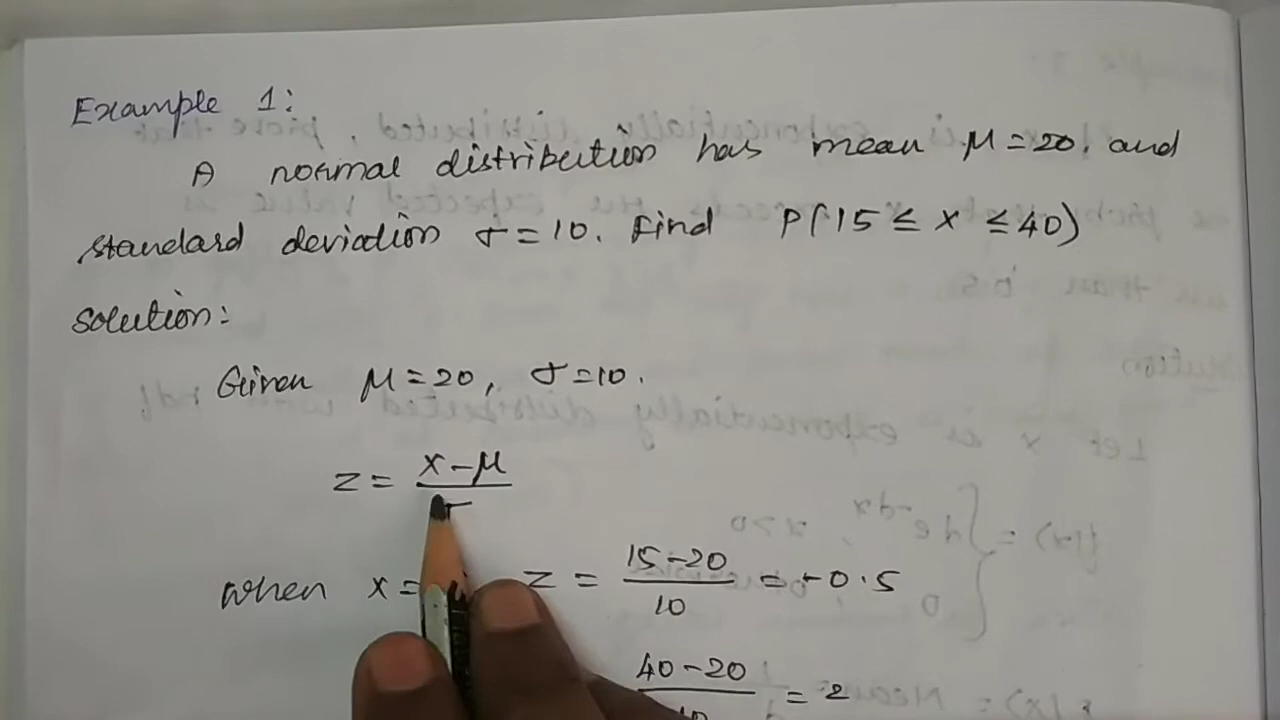 Example 1:
A normal distribution has mean μ = 20, and
standard deviation σ = 10. Find P(15 ≤ x ≤ 40)
Solution:
Given μ = 20, σ = 10.
z = x - μ / σ
when x = z = 15 - 20 / 10 = -0.5
40 - 20 / 10 = 2